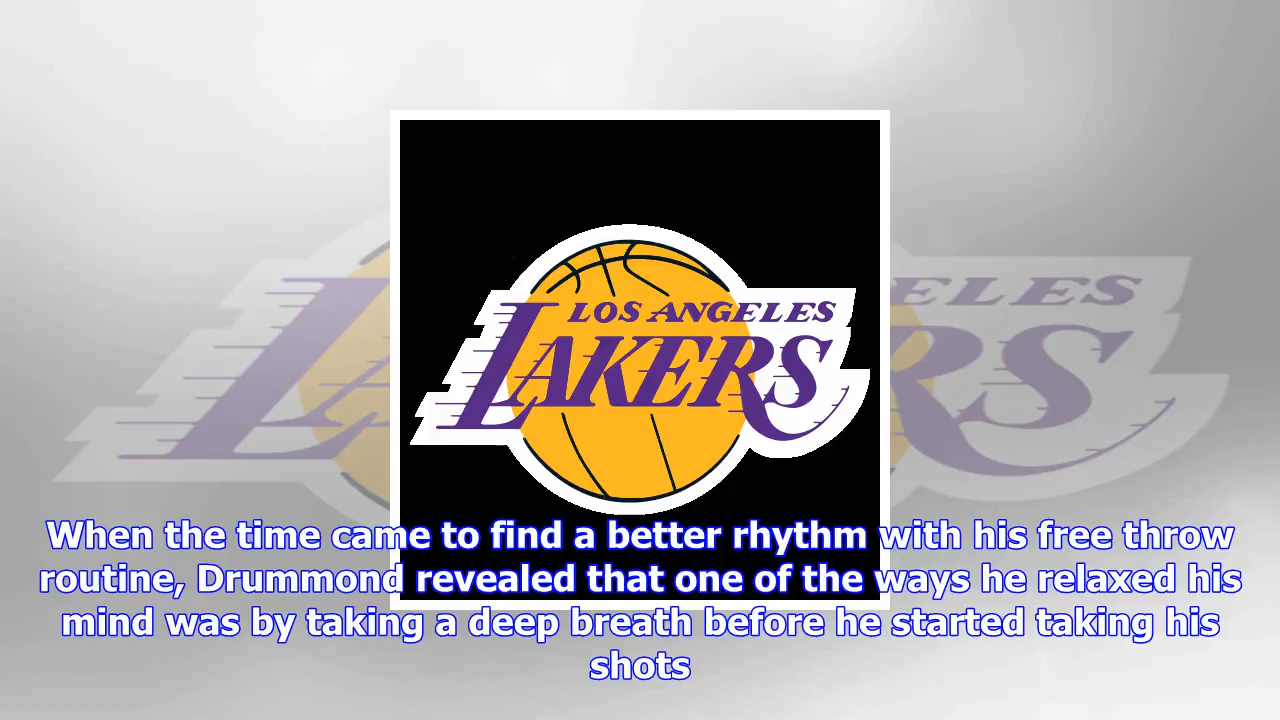 LOS ANGELES
LAKERS
ELES
When the time came to find a better rhythm with his free throw
routine, Drummond revealed that one of the ways he relaxed his
mind was by taking a deep breath before he started taking his
shots